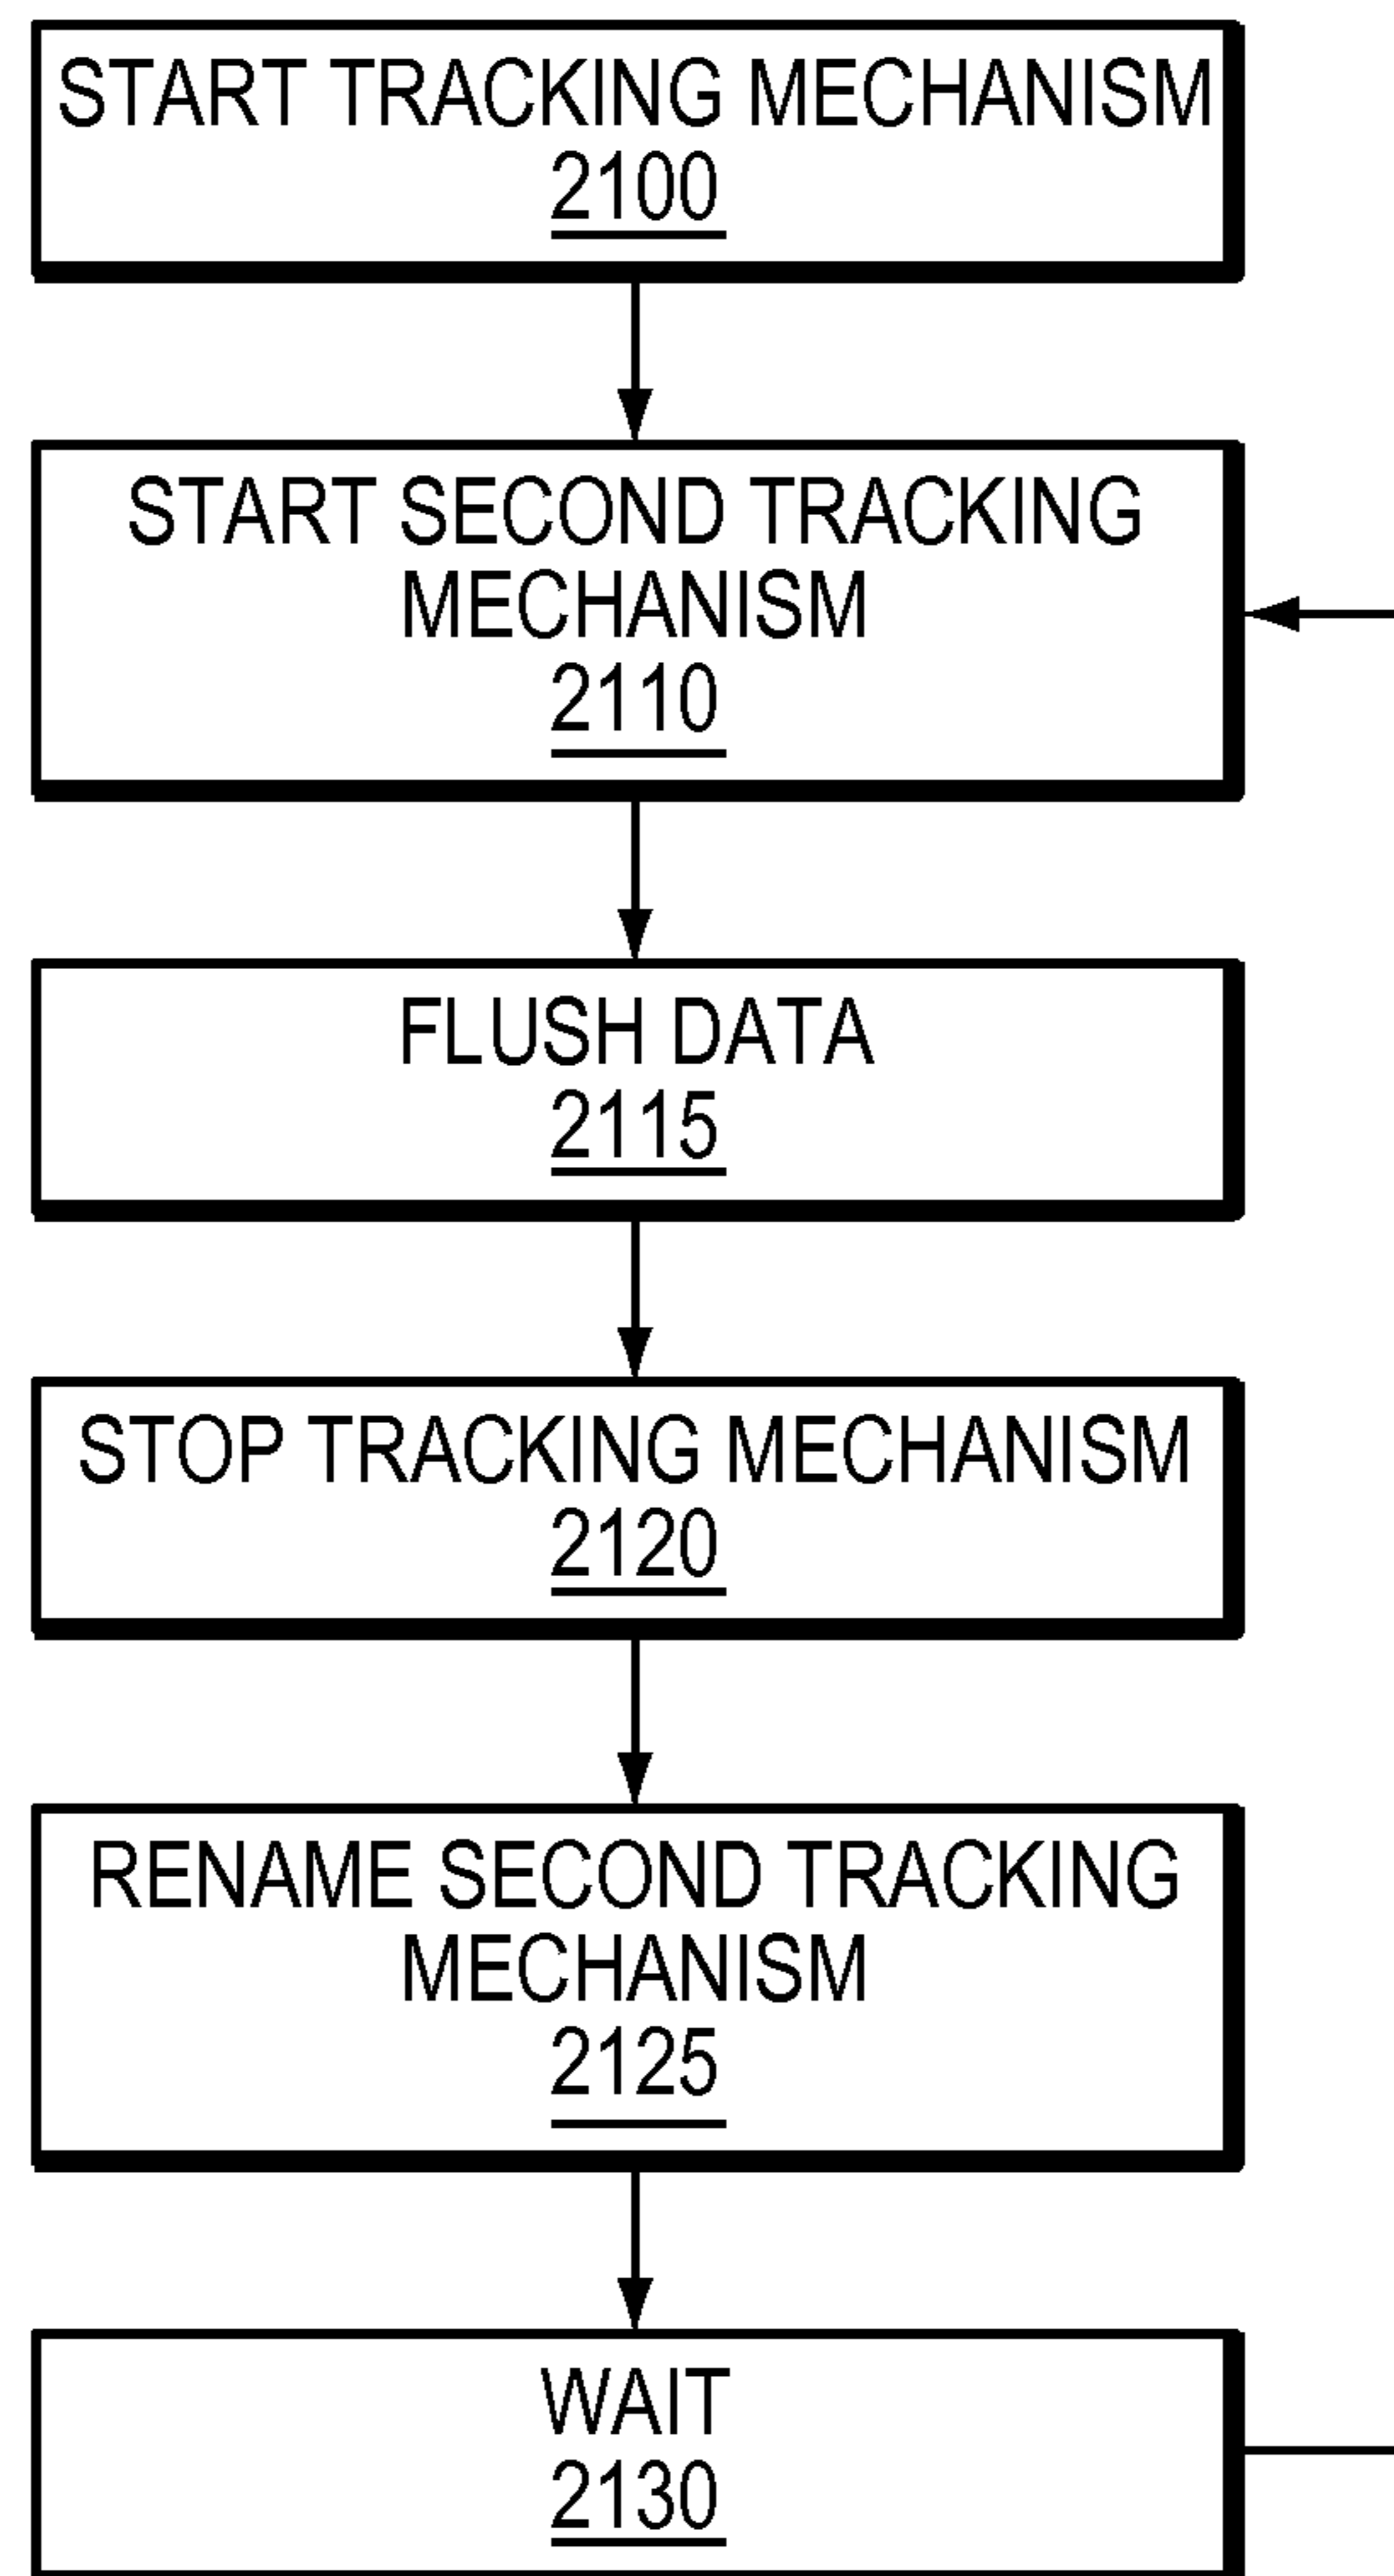 START TRACKING MECHANISM
2100
START SECOND TRACKING
MECHANISM
2110
FLUSH DATA
2115
STOP TRACKING MECHANISM
2120
RENAME SECOND TRACKING
MECHANISM
2125
WAIT
2130